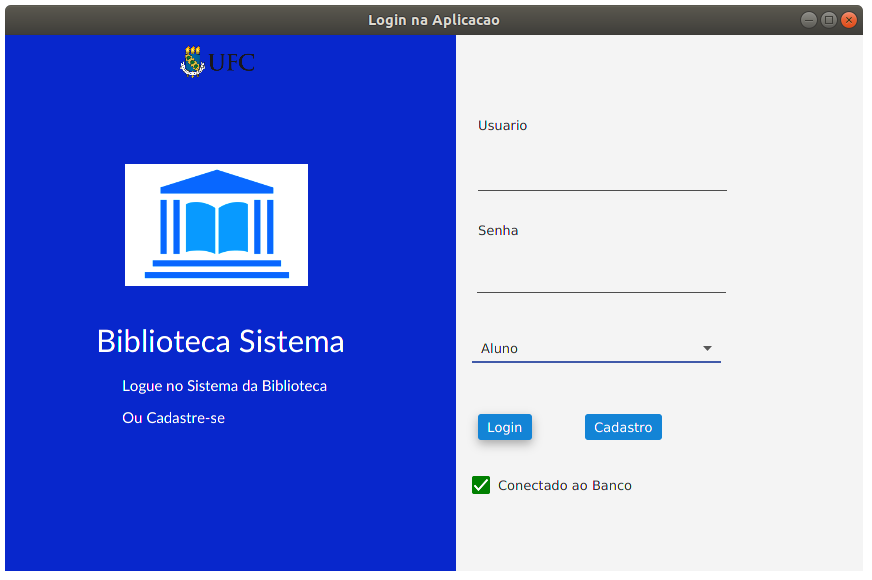 Login na Aplicacao
UFC
Biblioteca Sistema
Logue no Sistema da Biblioteca
Ou Cadastre-se
Usuario
Senha
Aluno
Login
Cadastro
Conectado ao Banco